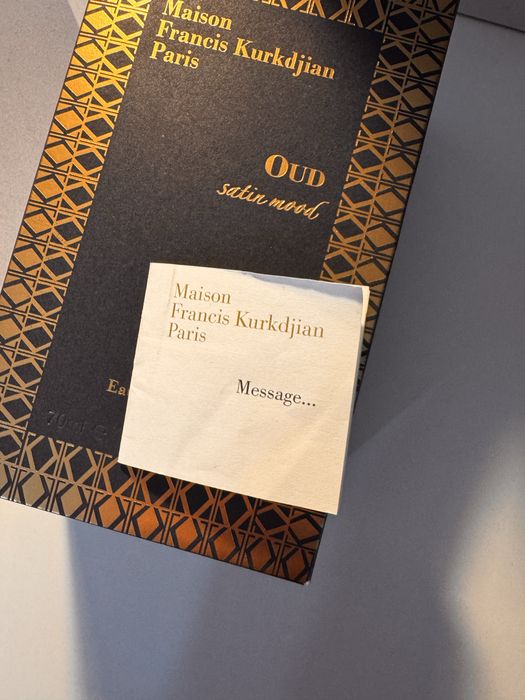 Maison
Francis Kurkdjian
Paris
OUD
satin mood
Maison
Francis Kurkdjian
Paris
Message...